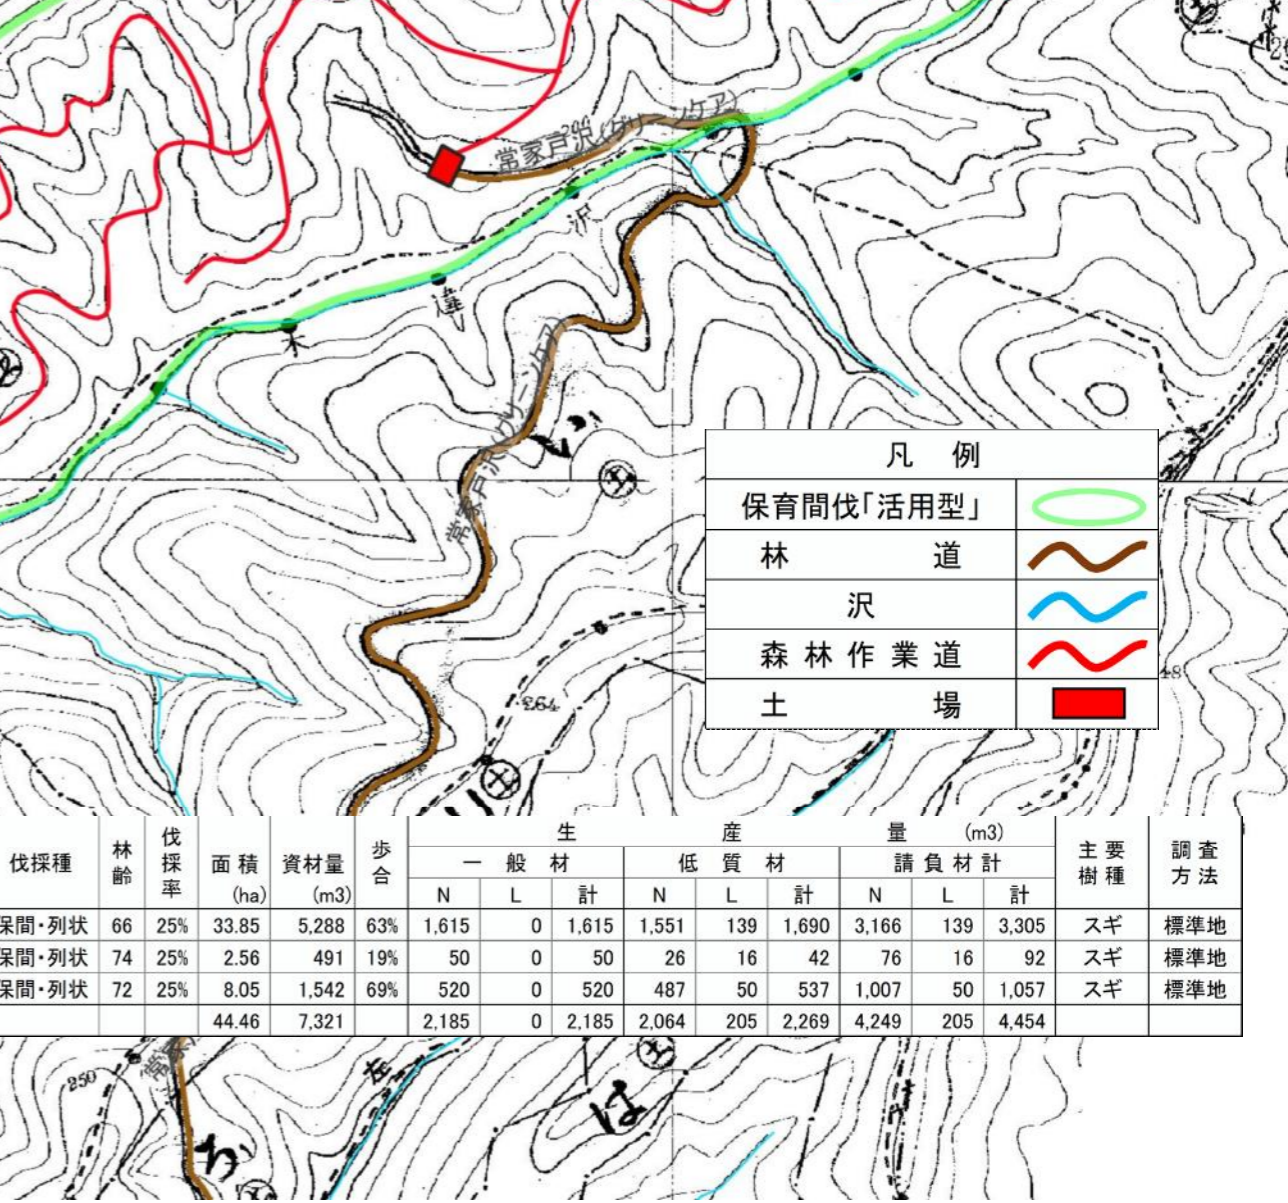 常家戸沢(グリーンケア)
沢
達
木
常家戸沢(グリーンケア)
凡 例
保育間伐「活用型」
林 道
沢
森林作業道
土 場
264
伐採種 林齢 伐採率 面積(ha) 資材量(m3) 歩合 生産量(m3) 主要樹種 調査方法
一般材 低質材 請負材計
N L 計 N L 計 N L 計
保間・列状 66 25% 33.85 5,288 63% 1,615 0 1,615 1,551 139 1,690 3,166 139 3,305 スギ 標準地
保間・列状 74 25% 2.56 491 19% 50 0 50 26 16 42 76 16 92 スギ 標準地
保間・列状 72 25% 8.05 1,542 69% 520 0 520 487 50 537 1,007 50 1,057 スギ 標準地
44.46 7,321 2,185 0 2,185 2,064 205 2,269 4,249 205 4,454
250
左
ろ
は